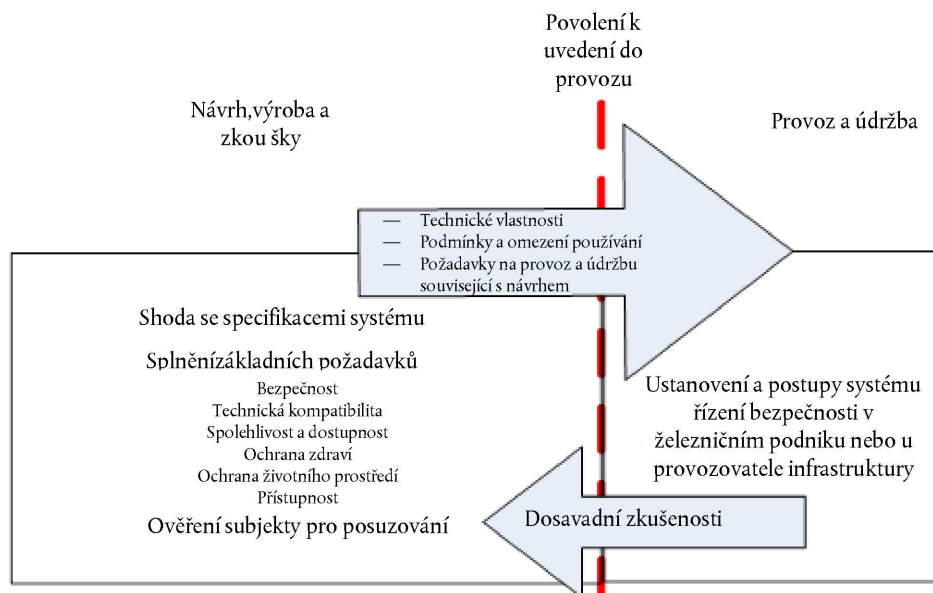 Povolení k
uvedení do
provozu
Návrh,výroba a
zkou šky
Provoz a údržba
— Technické vlastnosti
— Podmínky a omezení používání
— Požadavky na provoz a údržbu
související s návrhem
Shoda se specifikacemi systému
Splněnízákladních požadavků
Bezpečnost
Technická kompatibilita
Spolehlivost a dostupnost
Ochrana zdraví
Ochrana životního prostředí
Přístupnost
Ověření subjekty pro posuzování
Ustanovení a postupy systému
řízení bezpečnosti v
železničním podniku nebo u
provozovatele infrastruktury
Dosavadní zkušenosti